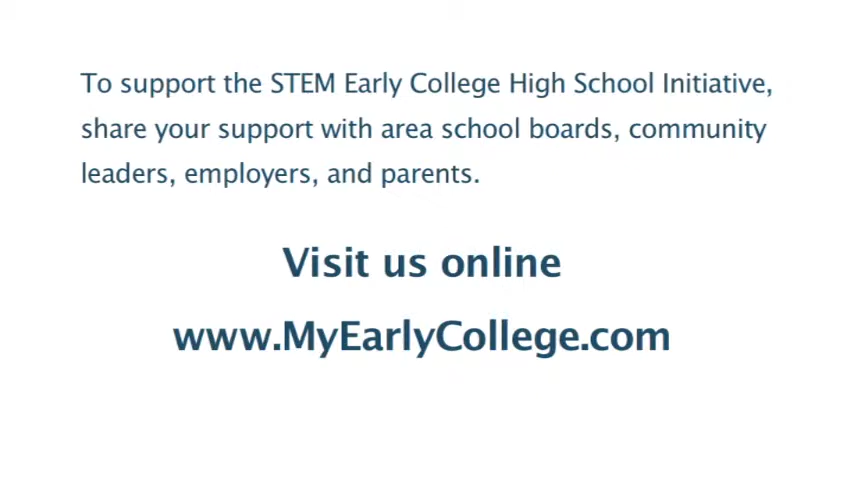 To support the STEM Early College High School Initiative,
share your support with area school boards, community
leaders, employers, and parents.
Visit us online
www.MyEarlyCollege.com